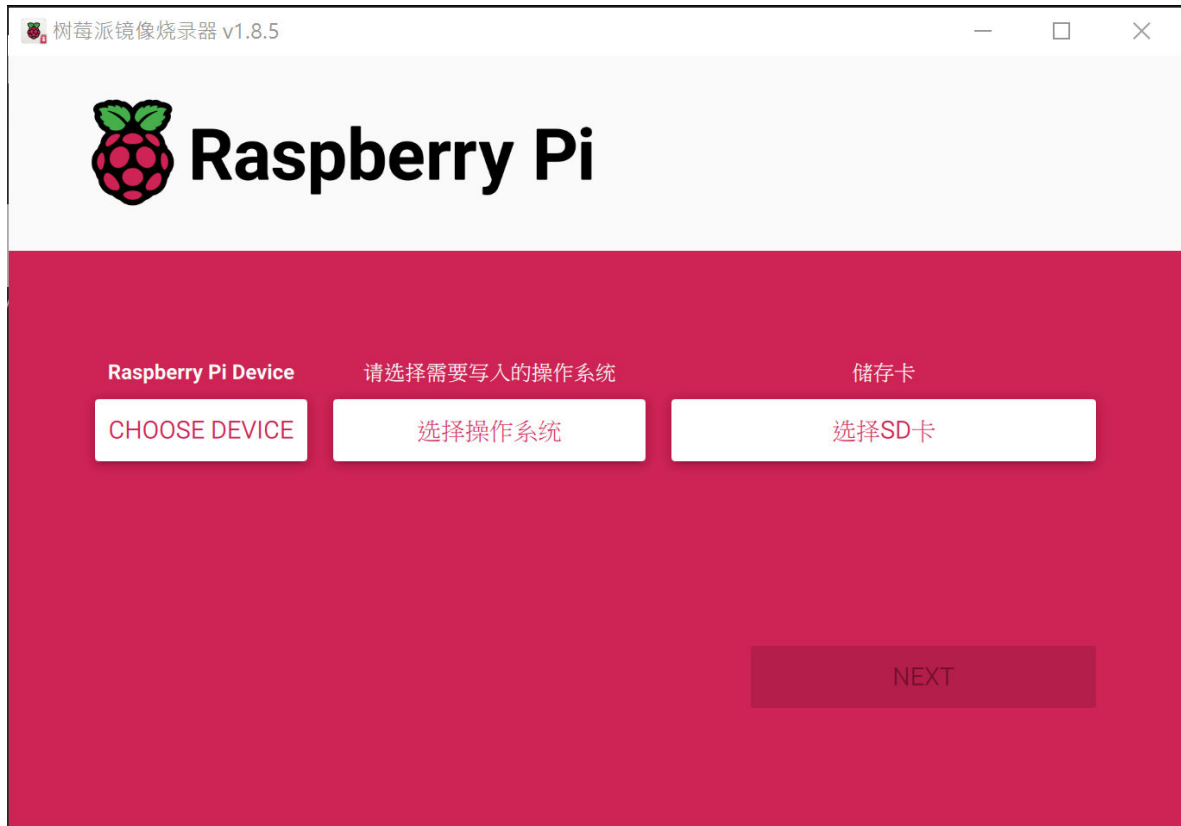 树莓派镜像烧录器 v1.8.5
Raspberry Pi
Raspberry Pi Device
请选择需要写入的操作系统
储存卡
CHOOSE DEVICE
选择操作系统
选择SD卡
NEXT